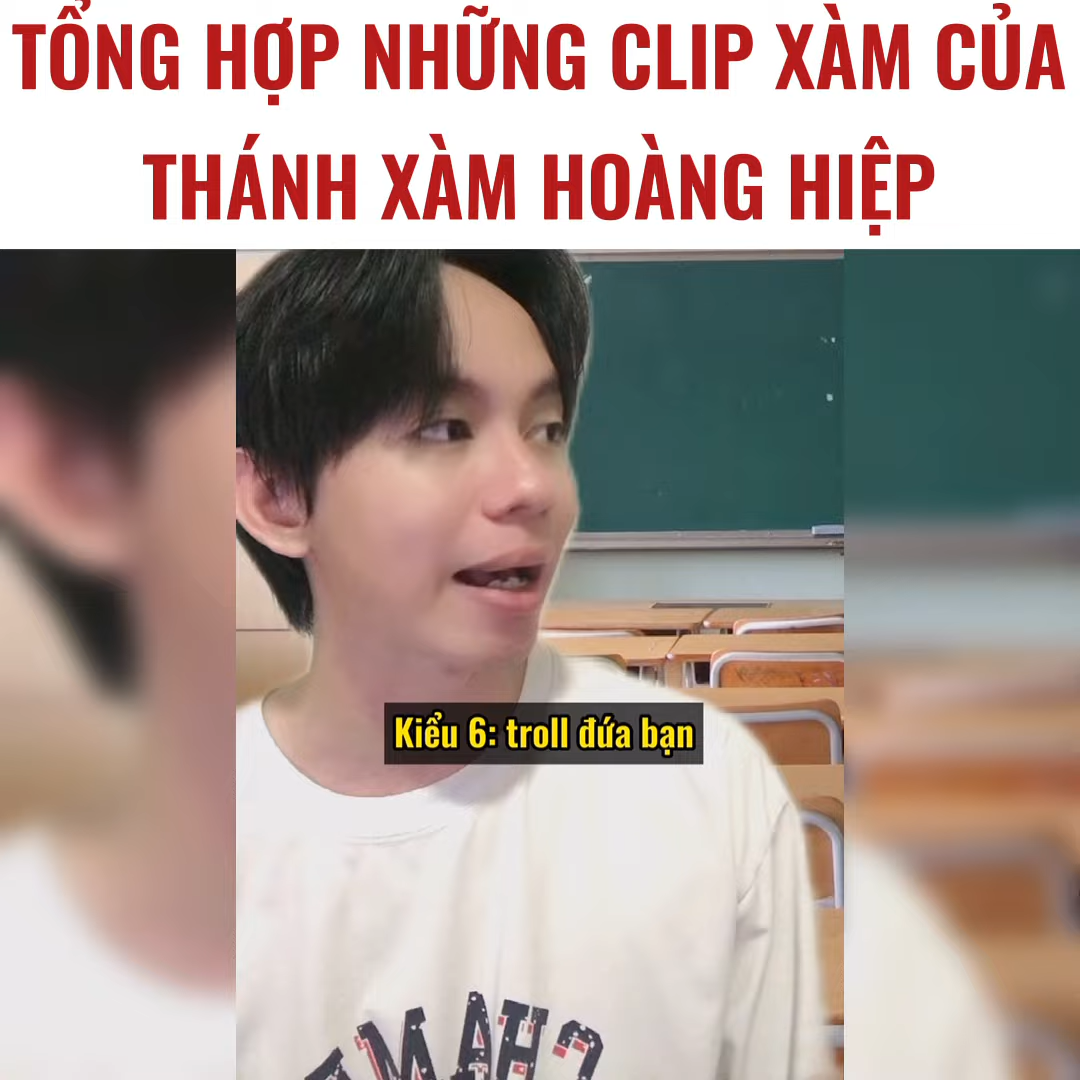 TỔNG HỢP NHỮNG CLIP XÀM CỦA
THÁNH XÀM HOÀNG HIỆP
Kiểu 6: troll đứa bạn